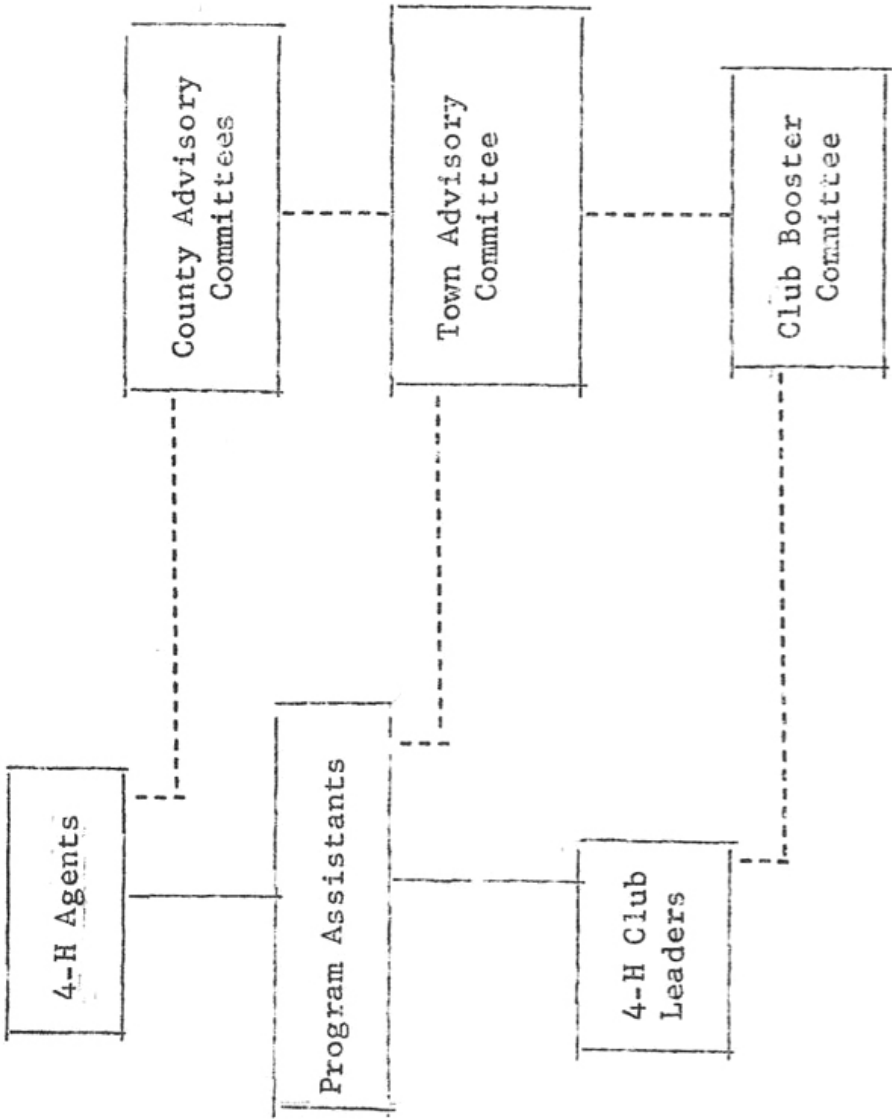 4-H Agents
County Advisory
Committees
Program Assistants
Town Advisory
Committee
4-H Club
Leaders
Club Booster
Committee